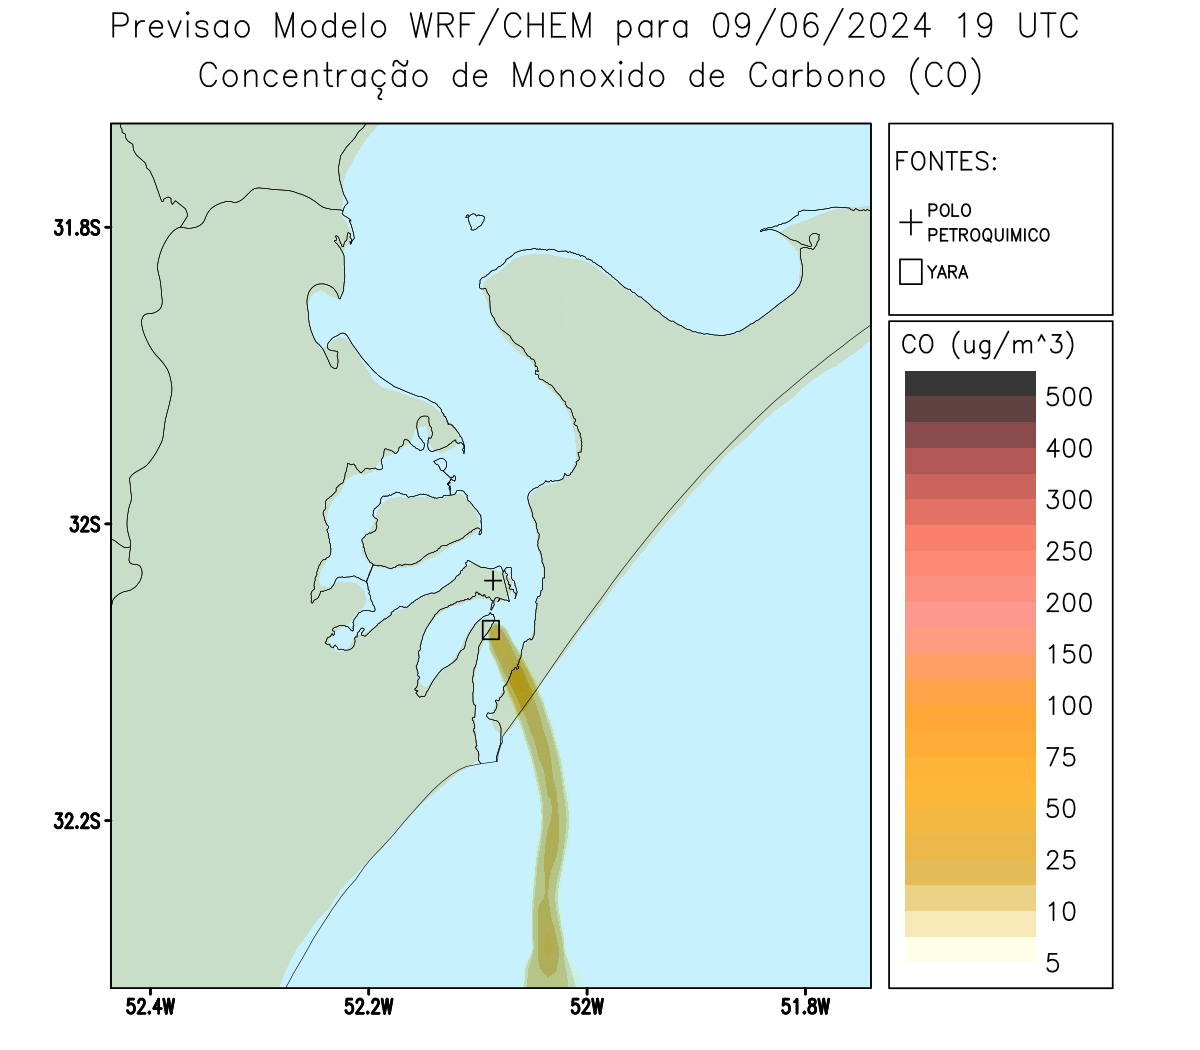 Previsao Modelo WRF/CHEM para 09/06/2024 19 UTC
Concentração de Monoxido de Carbono (CO)
FONTES:
POLO
PETROQUIMICO
YARA
CO (ug/m^3)
500
400
300
250
200
150
100
75
50
25
10
5
31.8S
32S
32.2S
52.4W
52.2W
52W
51.8W